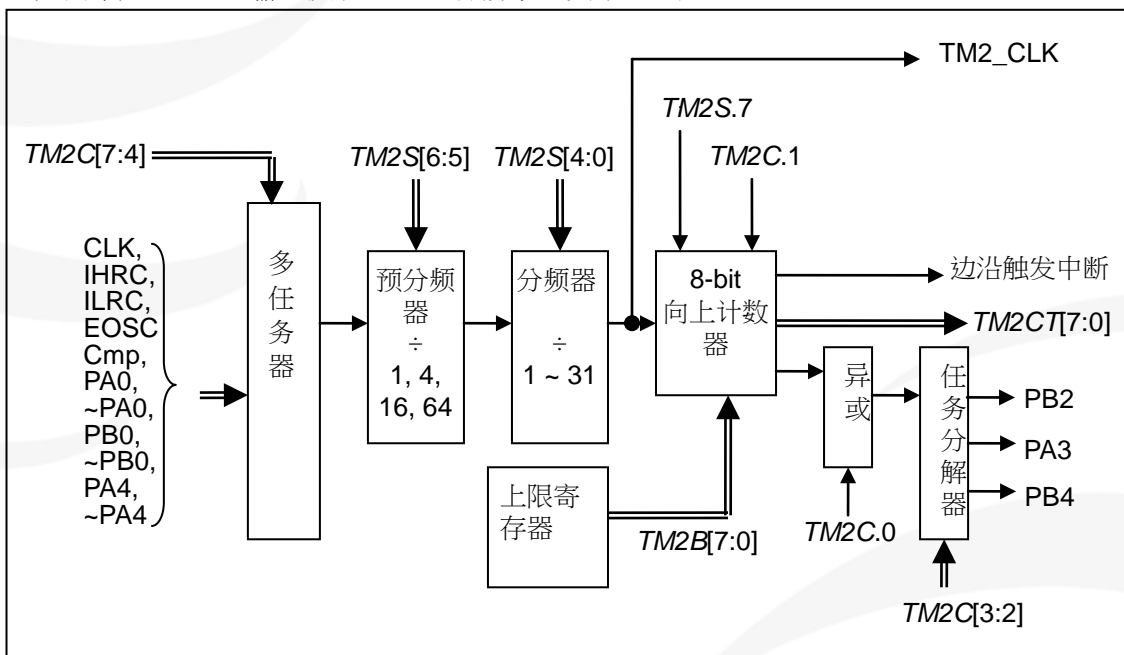 TM2_CLK
TM2S.7
TM2C[7:4]
TM2S[6:5]
TM2S[4:0]
TM2C.1
CLK,
IHRC,
ILRC,
EOSC
Cmp,
PA0,
~PA0,
PB0,
~PB0,
PA4,
~PA4
多
任
务
器
预分频
器
÷
1, 4,
16, 64
分频器
÷
1 ~ 31
8-bit
向上计数
器
边沿触发中断
TM2CT[7:0]
异
或
任
务
分
解
器
PB2
PA3
PB4
上限寄
存器
TM2B[7:0]
TM2C.0
TM2C[3:2]